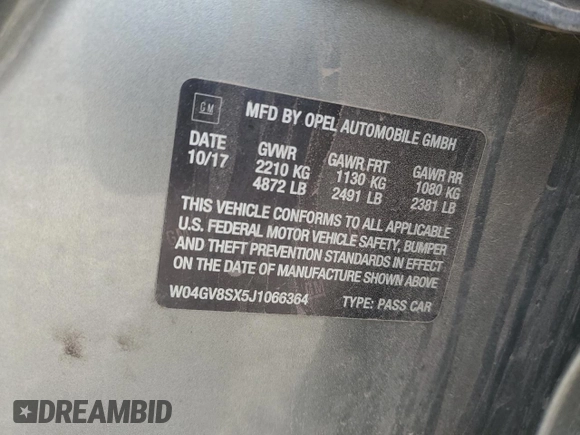 GM
MFD BY OPEL AUTOMOBILE GMBH
DATE GVWR GAWR FRT GAWR RR
10/17 2210 KG 1130 KG 1080 KG
4872 LB 2491 LB 2381 LB
THIS VEHICLE CONFORMS TO ALL APPLICABLE
U.S. FEDERAL MOTOR VEHICLE SAFETY, BUMPER
AND THEFT PREVENTION STANDARDS IN EFFECT
ON THE DATE OF MANUFACTURE SHOWN ABOVE
W04GV8SX5J1066364 TYPE: PASS CAR
DREAMBID